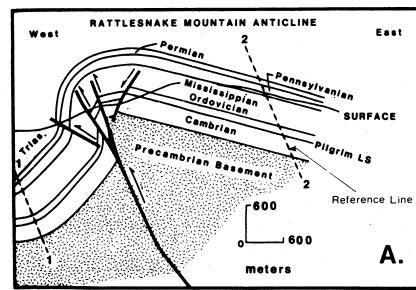 RATTLESNAKE MOUNTAIN ANTICLINE
West
East
2
Permian
Pennsylvanian
Mississippian
Ordovician
SURFACE
Cambrian
Trias.
Pilgrim LS
Precambrian Basement
1
2
Reference Line
600
0
600
A.
1
meters